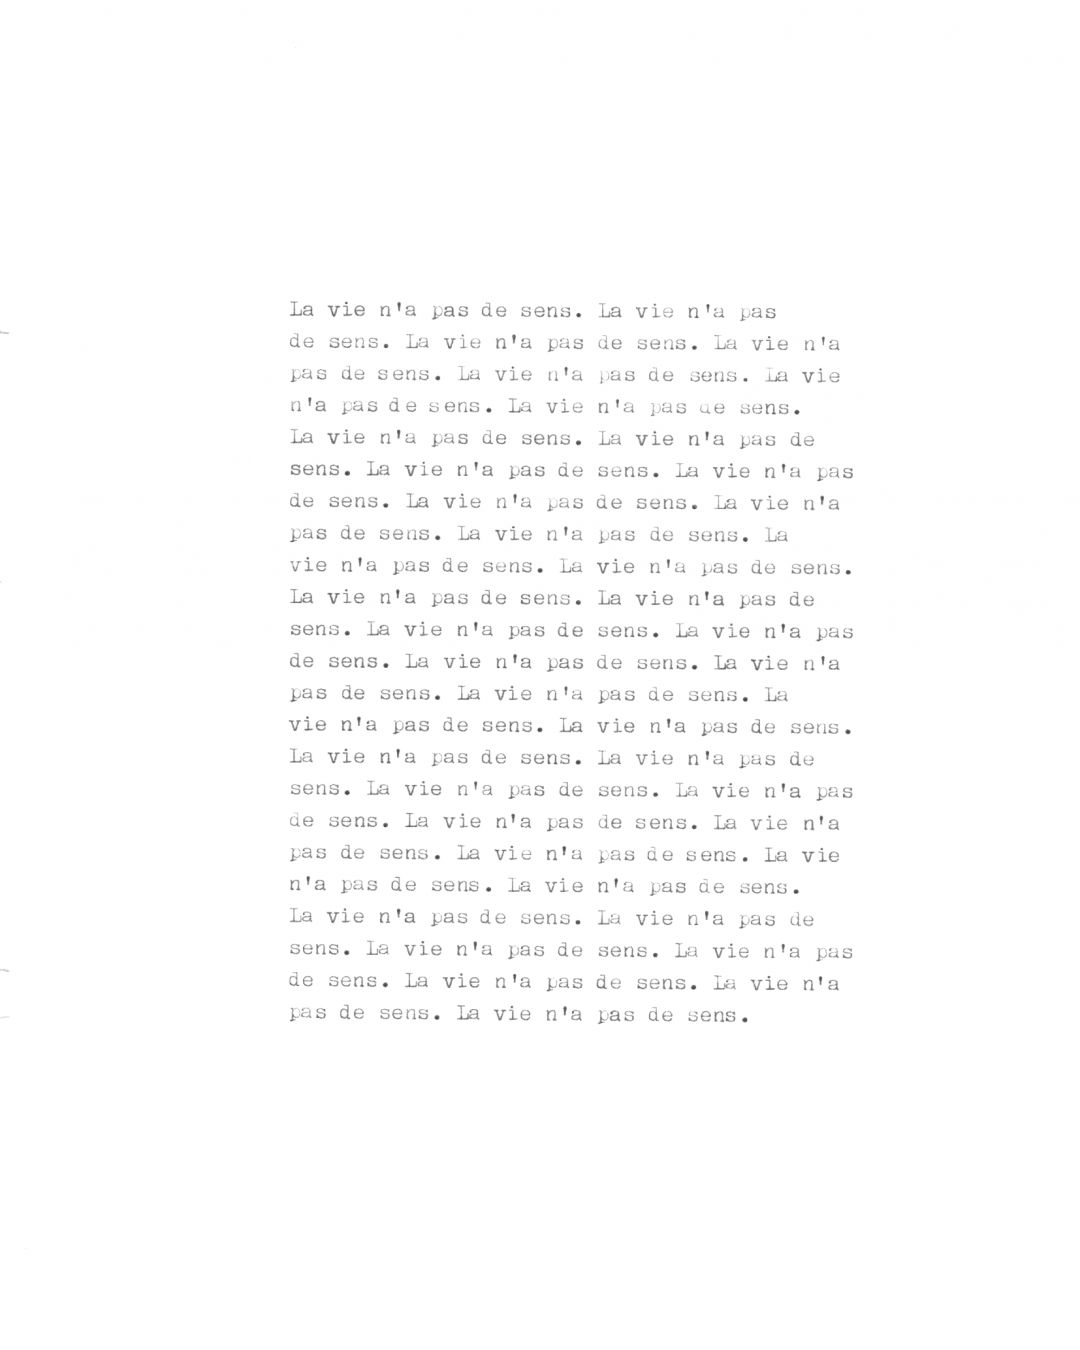 La vie n'a pas de sens. La vie n'a pas
de sens. La vie n'a pas de sens. La vie n'a
pas de sens. La vie n'a pas de sens. La vie
n'a pas de sens. La vie n'a pas de sens.
La vie n'a pas de sens. La vie n'a pas de
sens. La vie n'a pas de sens. La vie n'a pas
de sens. La vie n'a pas de sens. La vie n'a
pas de sens. La vie n'a pas de sens. La
vie n'a pas de sens. La vie n'a pas de sens.
La vie n'a pas de sens. La vie n'a pas de
sens. La vie n'a pas de sens. La vie n'a pas
de sens. La vie n'a pas de sens. La vie n'a
pas de sens. La vie n'a pas de sens. La
vie n'a pas de sens. La vie n'a pas de sens.
La vie n'a pas de sens. La vie n'a pas de
sens. La vie n'a pas de sens. La vie n'a pas
de sens. La vie n'a pas de sens. La vie n'a
pas de sens. La vie n'a pas de sens. La vie
n'a pas de sens. La vie n'a pas de sens.
La vie n'a pas de sens. La vie n'a pas de
sens. La vie n'a pas de sens. La vie n'a pas
de sens. La vie n'a pas de sens. La vie n'a
pas de sens. La vie n'a pas de sens.